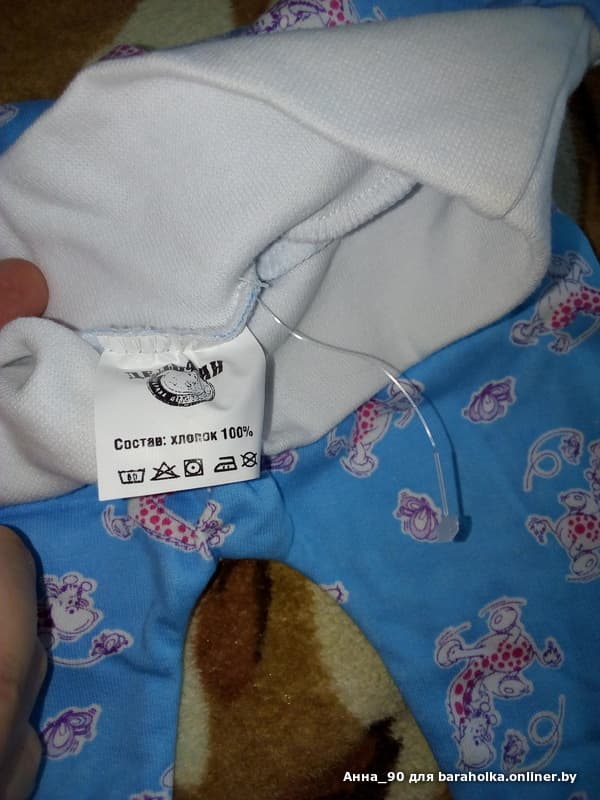 Состав: хлопок 100%
Анна_90 для baraholka.onliner.by